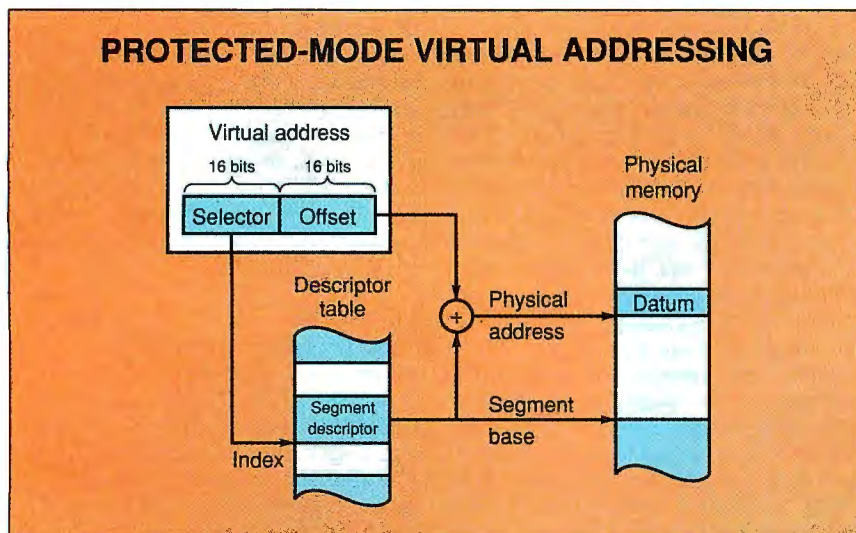 PROTECTED-MODE VIRTUAL ADDRESSING
Virtual address
16 bits 16 bits
Selector Offset
Physical
memory
Descriptor
table
Segment
descriptor
Index
+
Physical
address
Segment
base
Datum